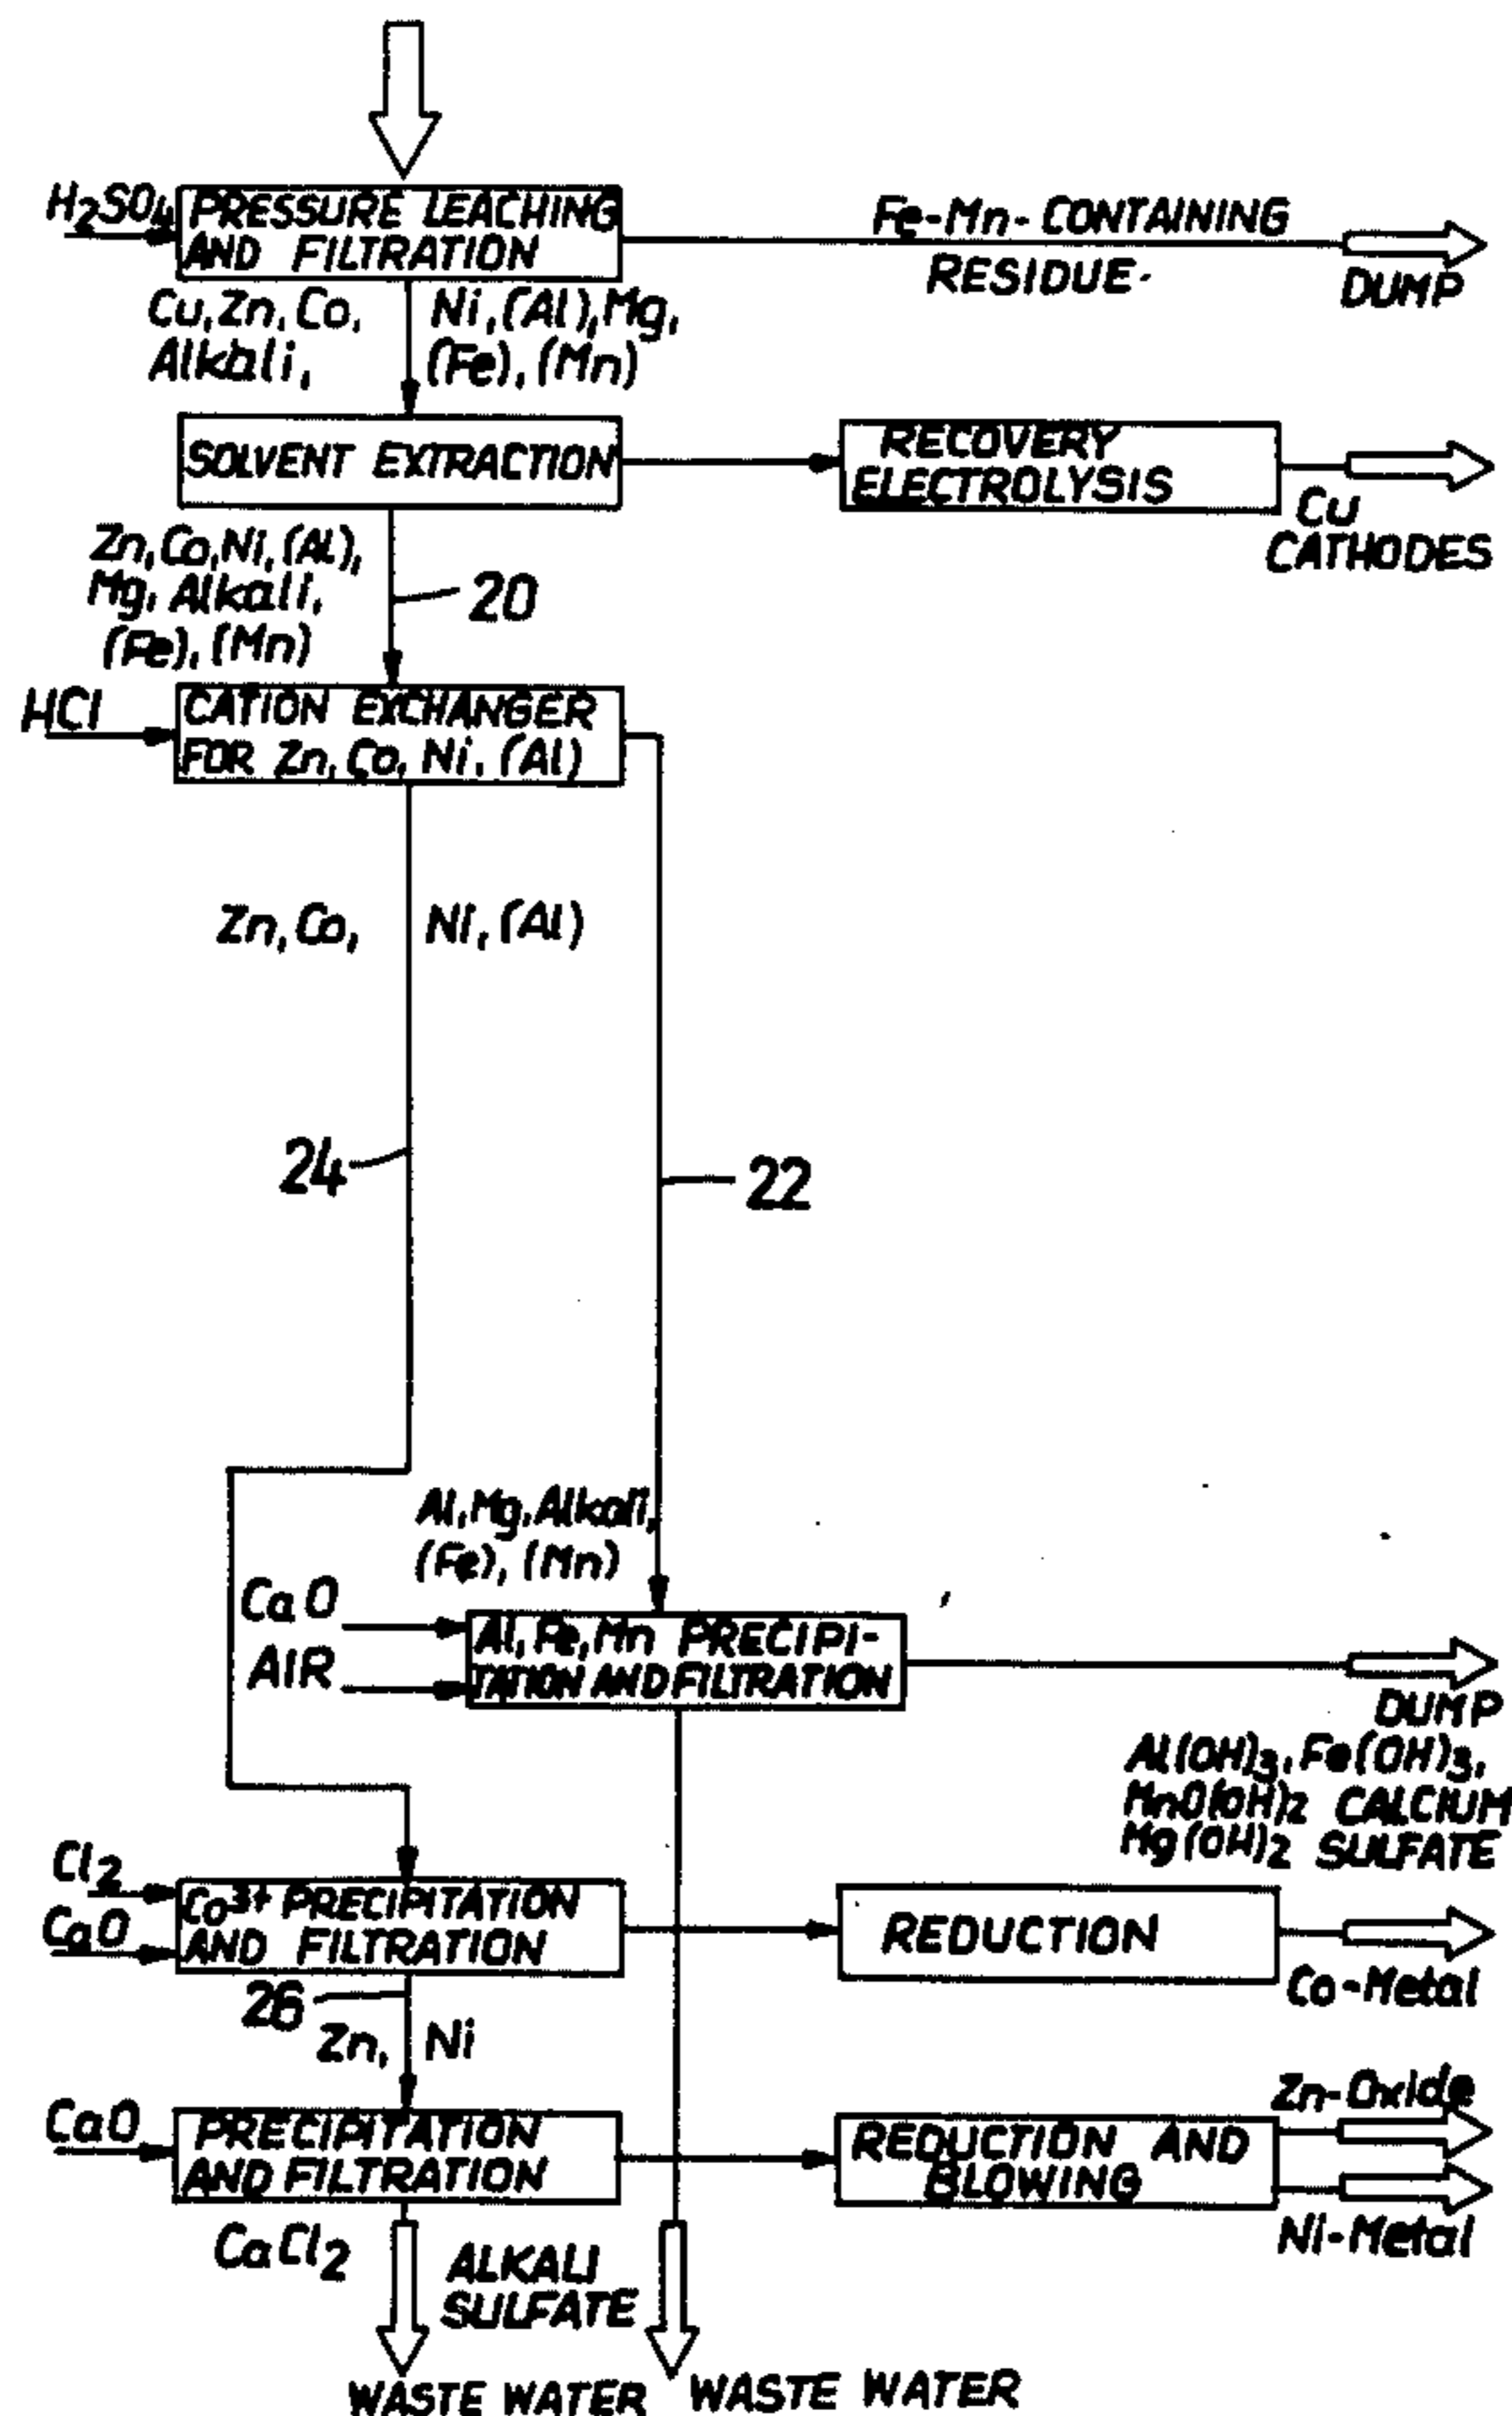 H2SO4
PRESSURE LEACHING
AND FILTRATION
Fe-Mn-CONTAINING
RESIDUE-
DUMP
Cu, Zn, Co,
Alkali,
Ni, (Al), Mg,
(Fe), (Mn)
SOLVENT EXTRACTION
RECOVERY
ELECTROLYSIS
Cu
CATHODES
Zn, Co, Ni, (Al),
Mg, Alkali,
(Fe), (Mn)
20
HCl
CATION EXCHANGER
FOR Zn, Co, Ni, (Al)
Zn, Co,
Ni, (Al)
24
22
Al, Mg, Alkali,
(Fe), (Mn)
CaO
AIR
Al, Fe, Mn PRECIPI-
TATION AND FILTRATION
DUMP
Al(OH)3, Fe(OH)3,
MnO(OH)2 CALCIUM
Mg(OH)2 SULFATE
Cl2
CaO
Co3+ PRECIPITATION
AND FILTRATION
REDUCTION
Co-Metal
26
Zn,
Ni
CaO
PRECIPITATION
AND FILTRATION
REDUCTION AND
BLOWING
Zn-Oxide
Ni-Metal
CaCl2
ALKALI
SULFATE
WASTE WATER
WASTE WATER